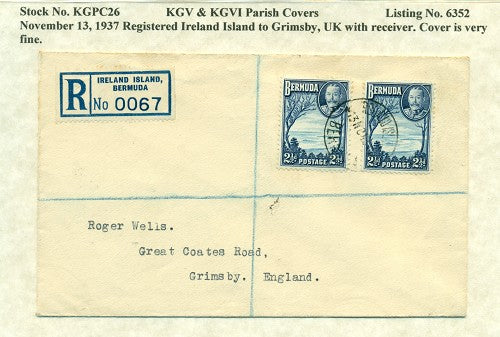 Stock No. KGPC26 KGV & KGVI Parish Covers Listing No. 6352
November 13, 1937 Registered Ireland Island to Grimsby, UK with receiver. Cover is very
fine.
R IRELAND ISLAND,
BERMUDA
No 0067
BERMUDA BERMUDA
2½ POSTAGE 2½ 2½ POSTAGE 2½
Roger Wells.
Great Coates Road,
Grimsby. England.